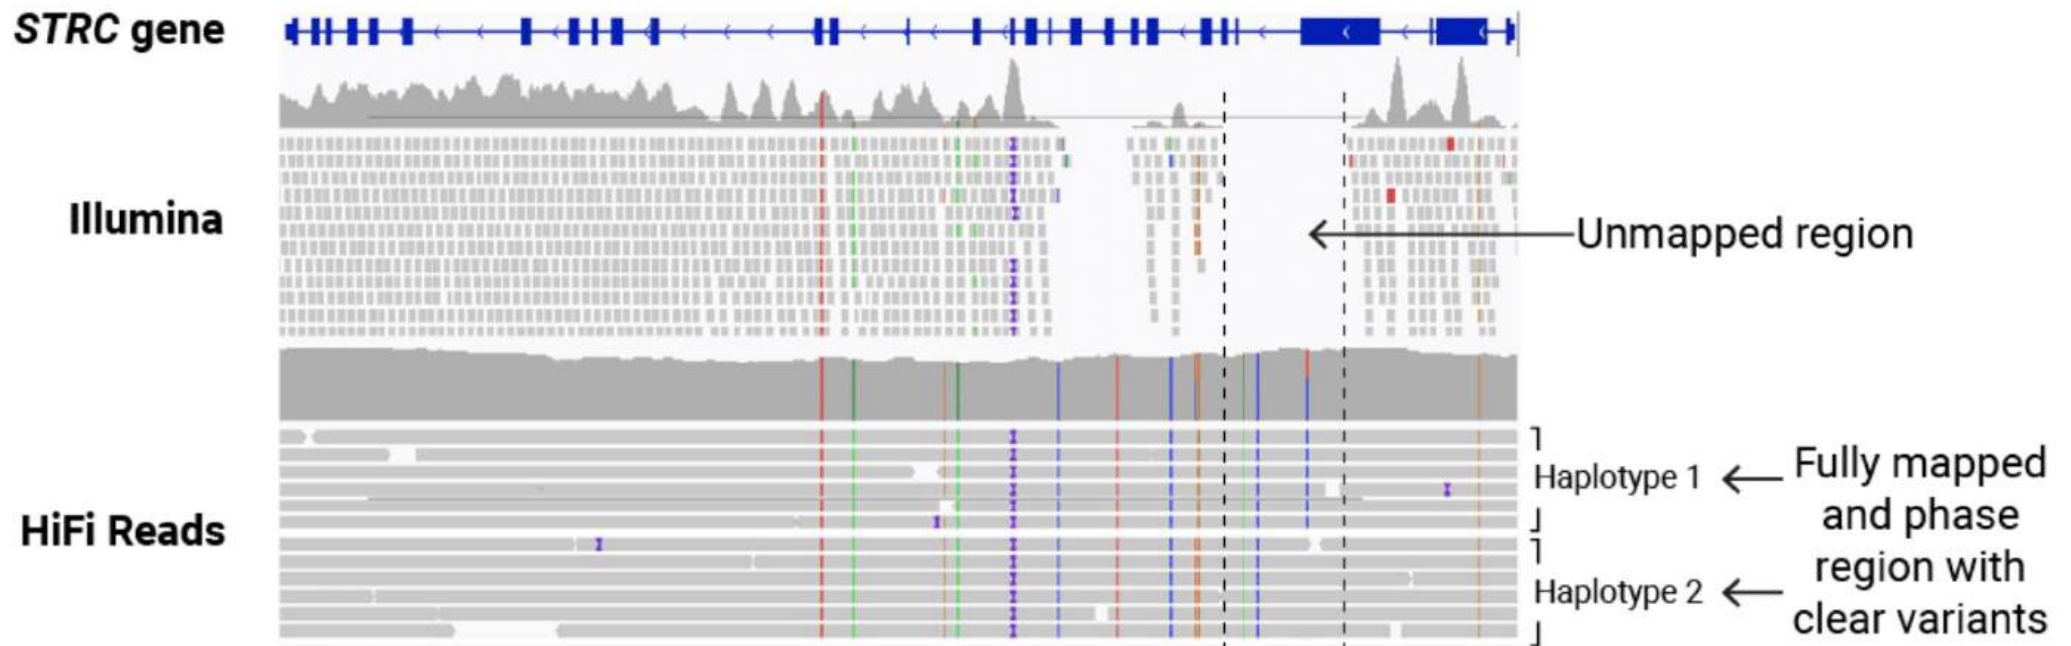 STRC gene
Illumina
Unmapped region
HiFi Reads
Haplotype 1
Haplotype 2
Fully mapped
and phase
region with
clear variants